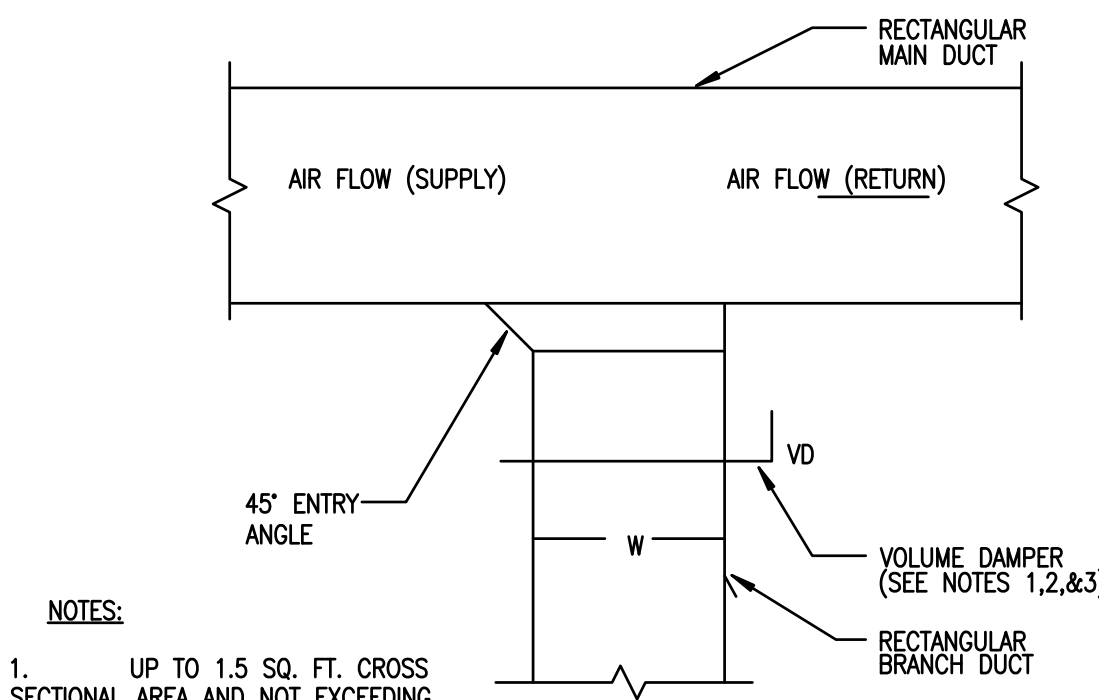 RECTANGULAR
MAIN DUCT
AIR FLOW (SUPPLY)
AIR FLOW (RETURN)
VD
45° ENTRY
ANGLE
W
VOLUME DAMPER
(SEE NOTES 1,2,&3)
RECTANGULAR
BRANCH DUCT
NOTES:
1. UP TO 1.5 SQ. FT. CROSS
SECTIONAL AREA AND NOT EXCEEDING